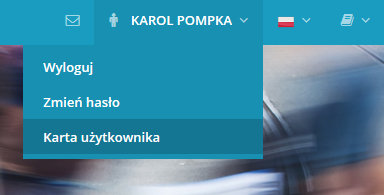 KAROL POMPKA
Wyloguj
Zmień hasło
Karta użytkownika